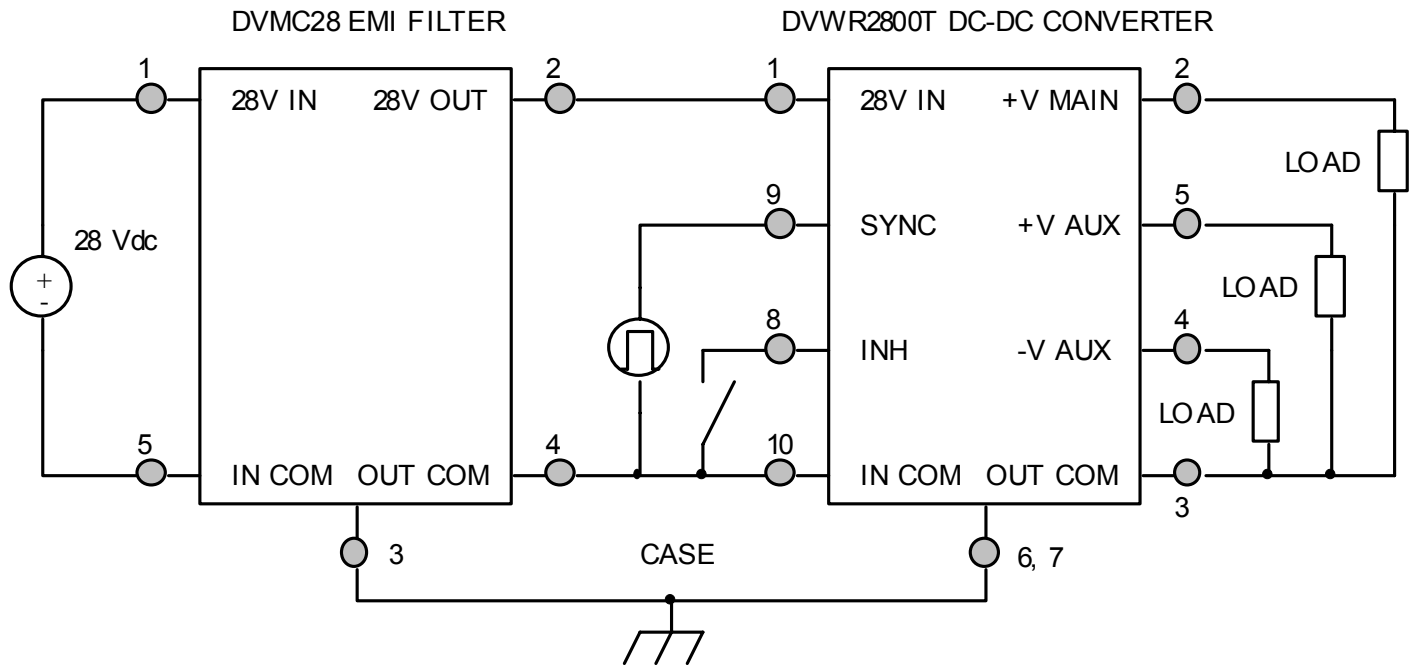 DVMC28 EMI FILTER
DVWR2800T DC-DC CONVERTER
1
2
1
2
28V IN
28V OUT
28V IN
+V MAIN
LOAD
9
5
SYNC
+V AUX
28 Vdc
+
-
LOAD
8
4
INH
-V AUX
LOAD
5
4
10
IN COM
OUT COM
IN COM
OUT COM
3
3
CASE
6, 7